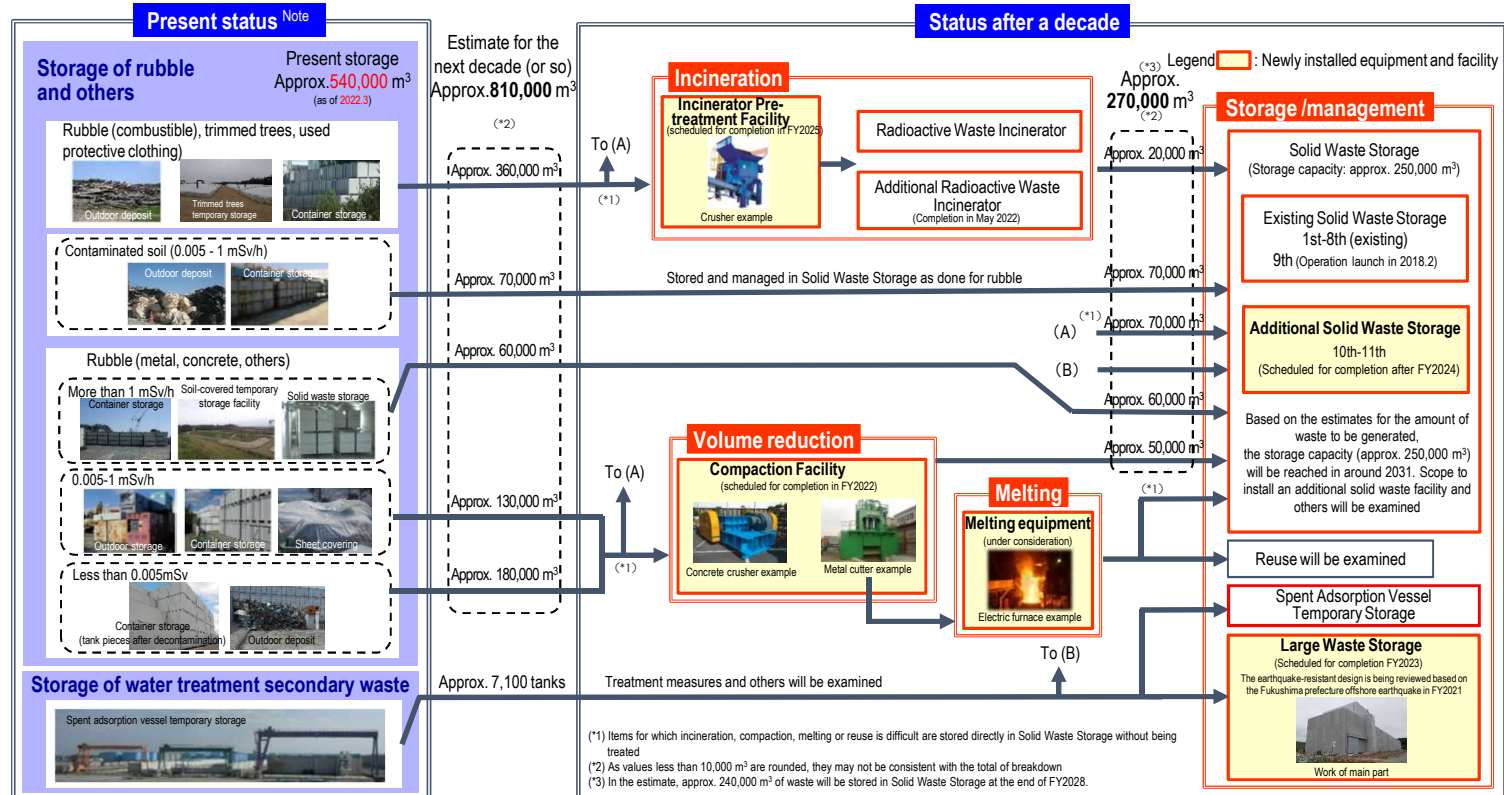 Present status Note
Storage of rubble
and others
Present storage
Approx.540,000 m³
(as of 2022.3)
Rubble (combustible), trimmed trees, used
protective clothing)
Outdoor deposit
Trimmed trees
temporary storage
Container storage
Contaminated soil (0.005 - 1 mSv/h)
Outdoor deposit
Container storage
Rubble (metal, concrete, others)
More than 1 mSv/h
Container storage
Soil-covered temporary
storage facility
Solid waste storage
0.005-1 mSv/h
Outdoor storage
Container storage
Sheet covering
Less than 0.005mSv
Container storage
(tank pieces after decontamination)
Outdoor deposit
Storage of water treatment secondary waste
Spent adsorption vessel temporary storage
Estimate for the
next decade (or so)
Approx.810,000 m³
(*2)
Approx. 360,000 m³
Approx. 70,000 m³
Approx. 60,000 m³
Approx. 130,000 m³
Approx. 180,000 m³
Approx. 7,100 tanks
Status after a decade
To (A)
(*1)
Incineration
Incinerator Pre-
treatment Facility
(scheduled for completion in FY2025)
Crusher example
Radioactive Waste Incinerator
Additional Radioactive Waste
Incinerator
(Completion in May 2022)
Stored and managed in Solid Waste Storage as done for rubble
To (A)
(*1)
Volume reduction
Compaction Facility
(scheduled for completion in FY2022)
Concrete crusher example
Metal cutter example
Melting
Melting equipment
(under consideration)
Electric furnace example
To (B)
Treatment measures and others will be examined
(*3)
Approx.
270,000 m³
(*2)
Approx. 20,000 m³
Approx. 70,000 m³
(A)
(*1)
Approx. 70,000 m³
(B)
Approx. 60,000 m³
Approx. 50,000 m³
(*1)
Legend
: Newly installed equipment and facility
Storage /management
Solid Waste Storage
(Storage capacity: approx. 250,000 m³)
Existing Solid Waste Storage
1st-8th (existing)
9th (Operation launch in 2018.2)
Additional Solid Waste Storage
10th-11th
(Scheduled for completion after FY2024)
Based on the estimates for the amount of
waste to be generated,
the storage capacity (approx. 250,000 m³)
will be reached in around 2031. Scope to
install an additional solid waste facility and
others will be examined
Reuse will be examined
Spent Adsorption Vessel
Temporary Storage
Large Waste Storage
(Scheduled for completion FY2023)
The earthquake-resistant design is being reviewed based on
the Fukushima prefecture offshore earthquake in FY2021
Work of main part
(*1) Items for which incineration, compaction, melting or reuse is difficult are stored directly in Solid Waste Storage without being
treated
(*2) As values less than 10,000 m³ are rounded, they may not be consistent with the total of breakdown
(*3) In the estimate, approx. 240,000 m³ of waste will be stored in Solid Waste Storage at the end of FY2028.